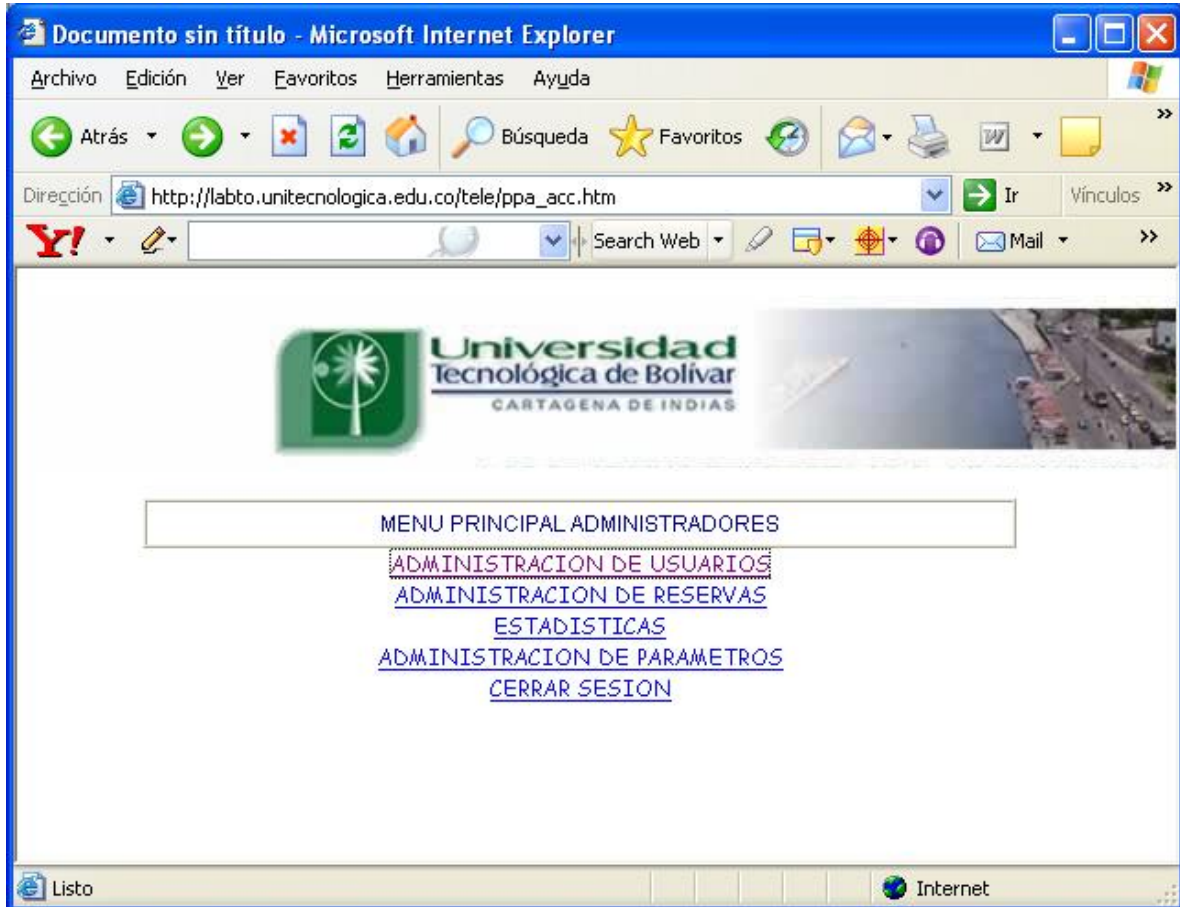 Documento sin título - Microsoft Internet Explorer
Archivo Edición Ver Favoritos Herramientas Ayuda
Atrás Búsqueda Favoritos
Dirección http://labto.unitecnologica.edu.co/tele/ppa_acc.htm Ir Vínculos
Y! Search Web Mail
Universidad
Tecnológica de Bolívar
CARTAGENA DE INDIAS
MENU PRINCIPAL ADMINISTRADORES
ADMINISTRACION DE USUARIOS
ADMINISTRACION DE RESERVAS
ESTADISTICAS
ADMINISTRACION DE PARAMETROS
CERRAR SESION
Listo Internet